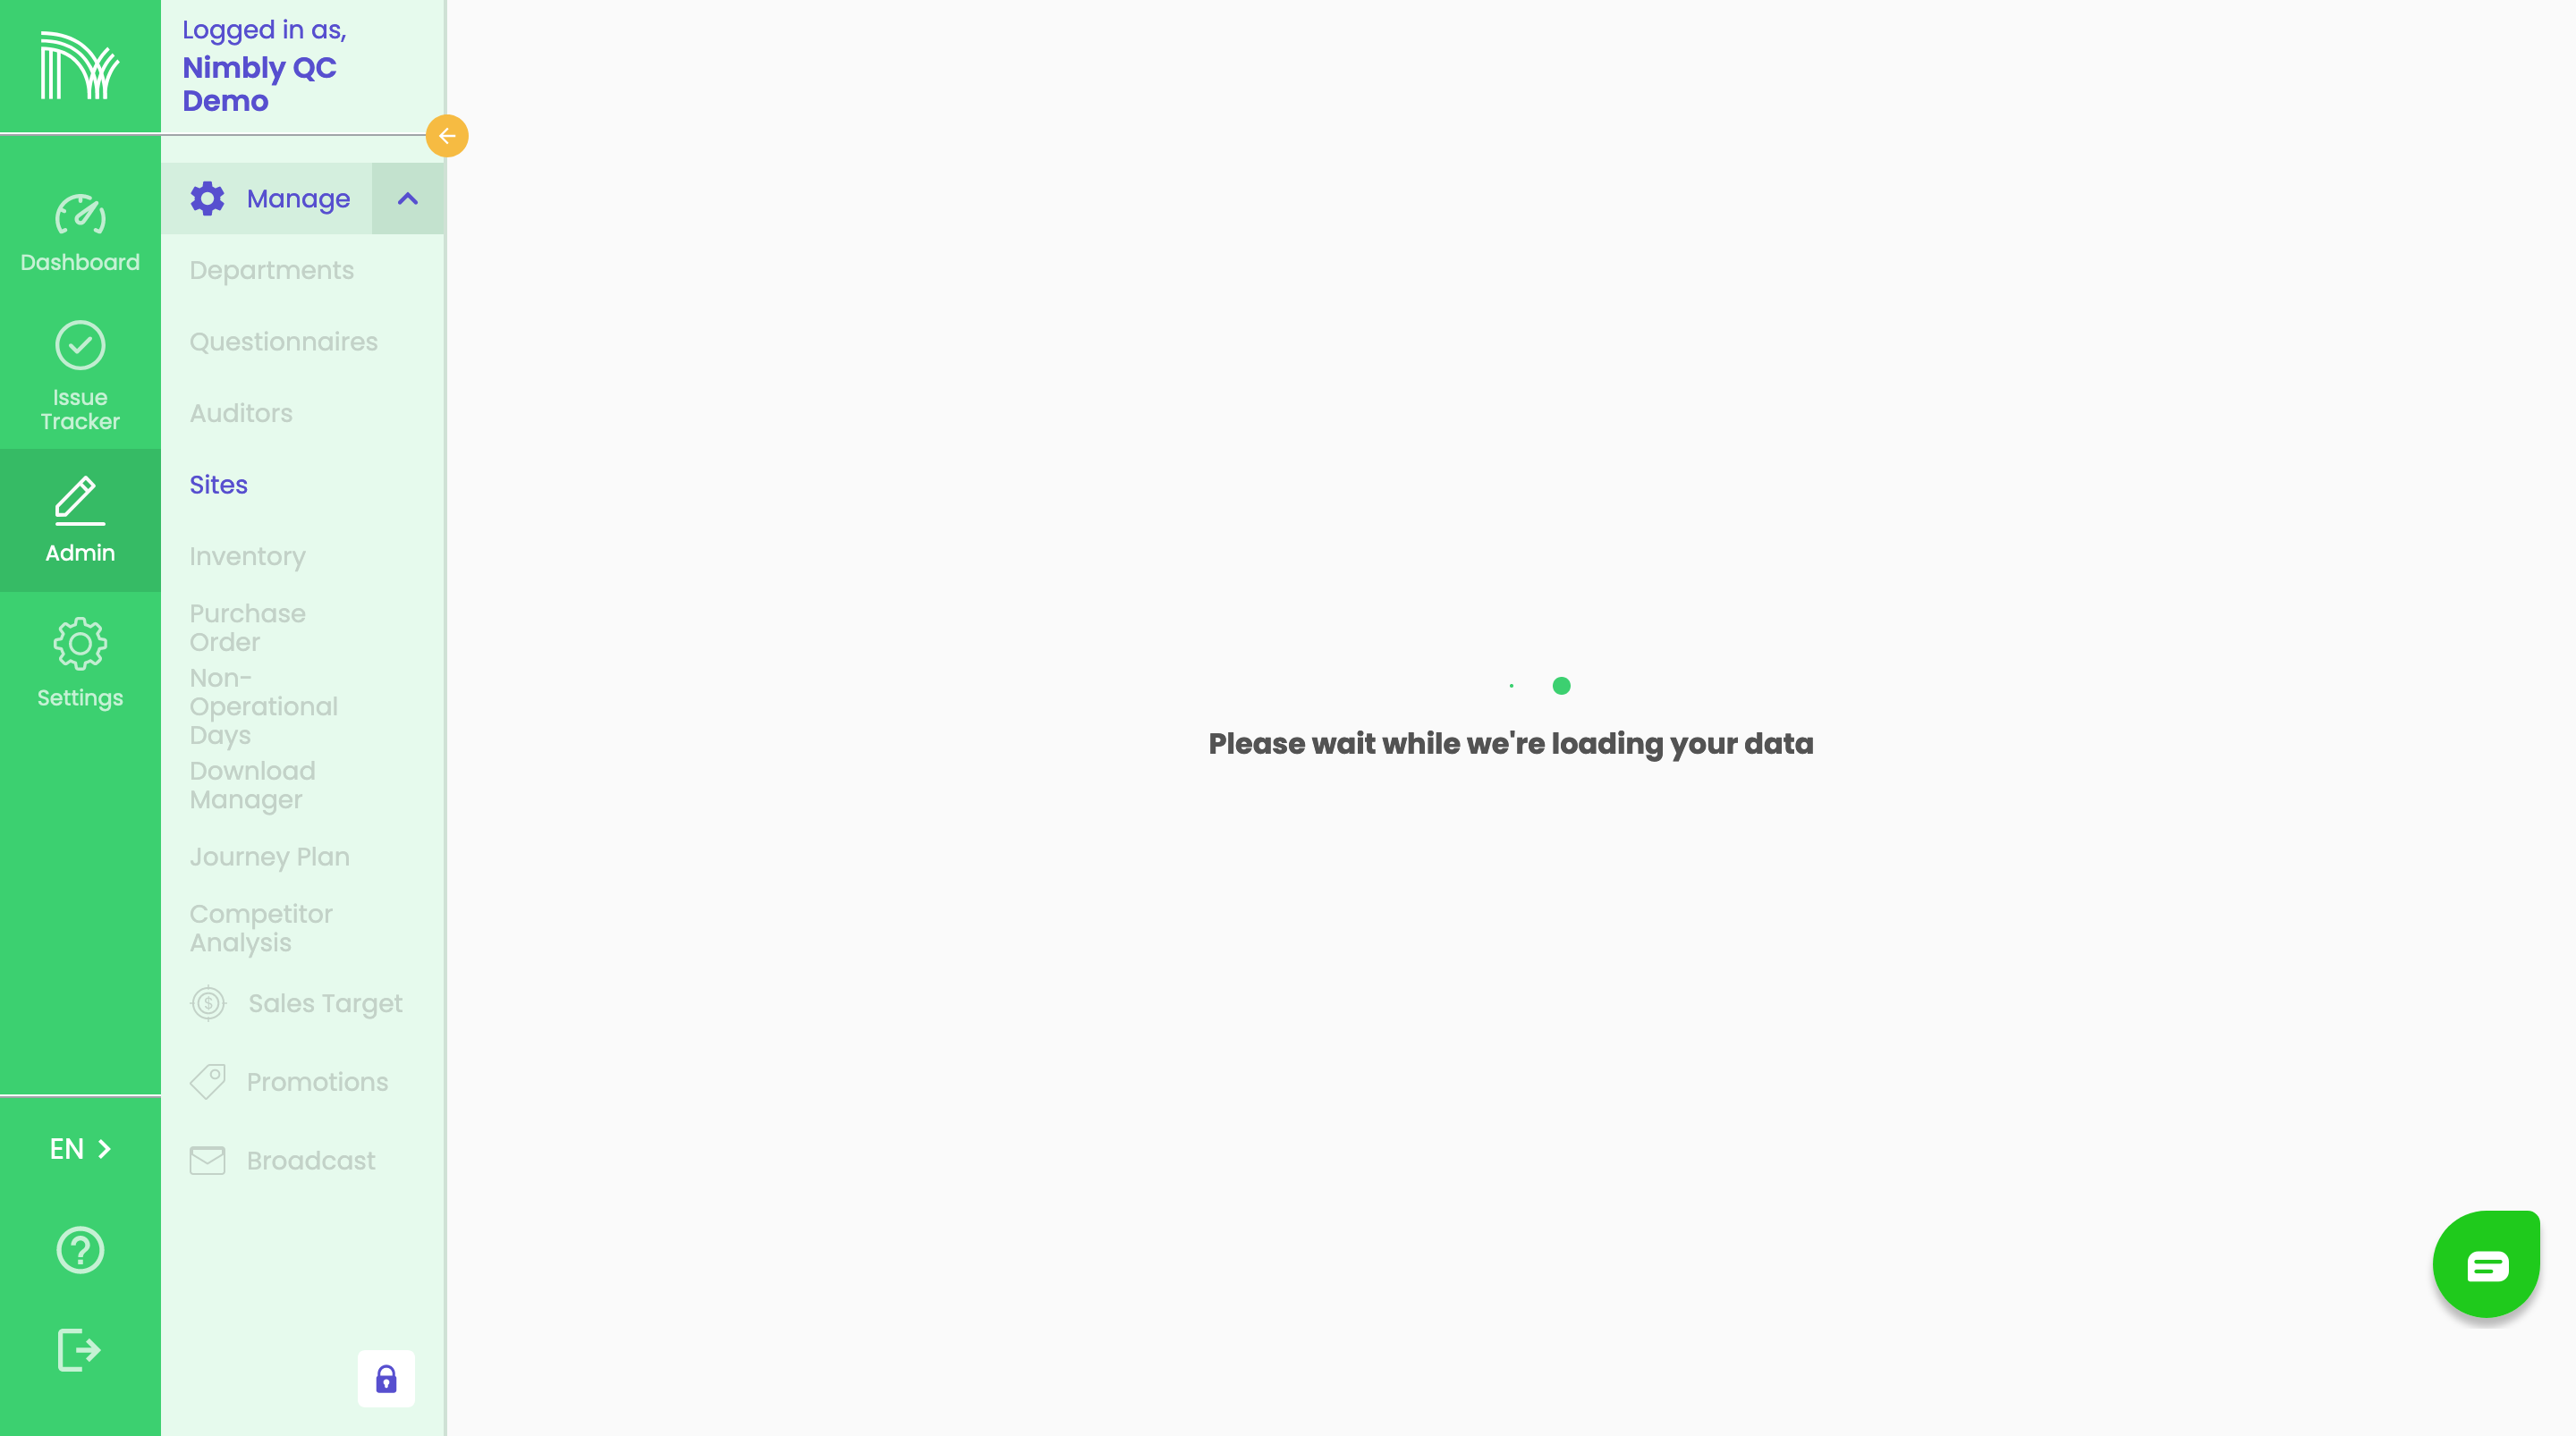 Logged in as,
Nimbly QC
Demo
Dashboard
Issue
Tracker
Admin
Settings
EN
Manage
Departments
Questionnaires
Auditors
Sites
Inventory
Purchase
Order
Non-
Operational
Days
Download
Manager
Journey Plan
Competitor
Analysis
Sales Target
Promotions
Broadcast
Please wait while we're loading your data